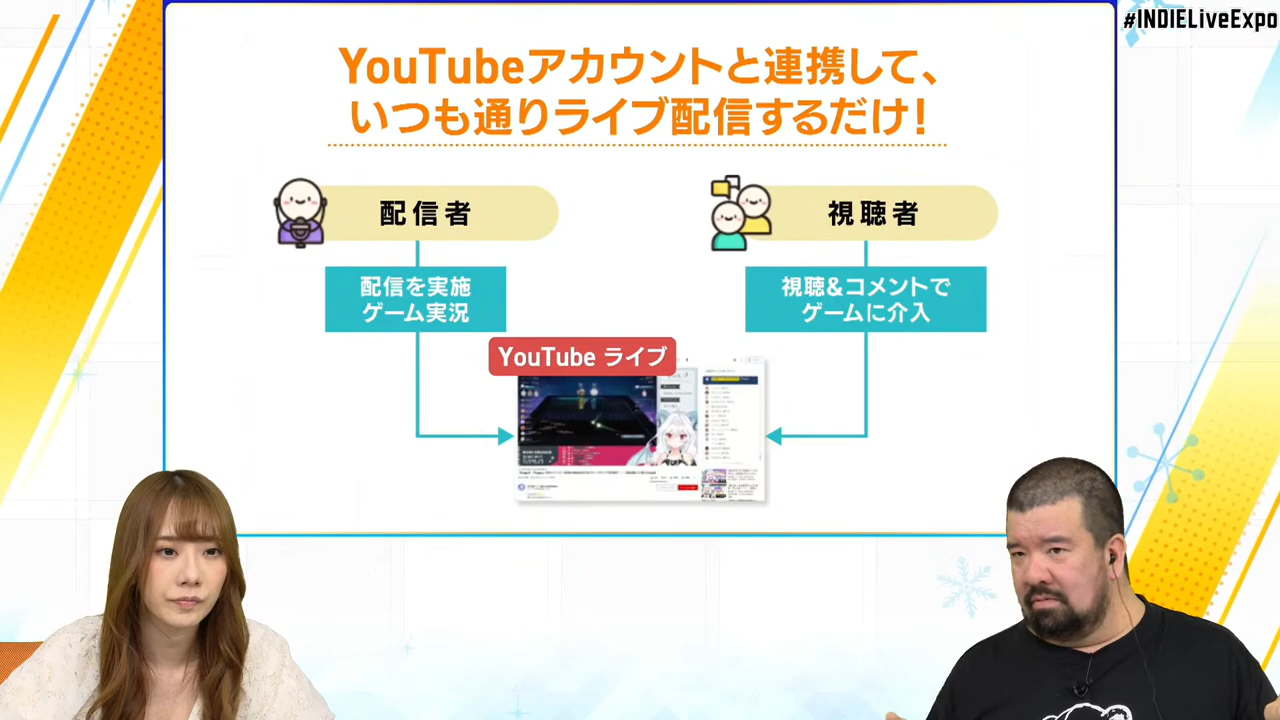 #INDIELiveExpo
YouTubeアカウントと連携して、
いつも通りライブ配信するだけ!
配信者
視聴者
配信を実施
ゲーム実況
視聴&コメントで
ゲームに介入
YouTube ライブ